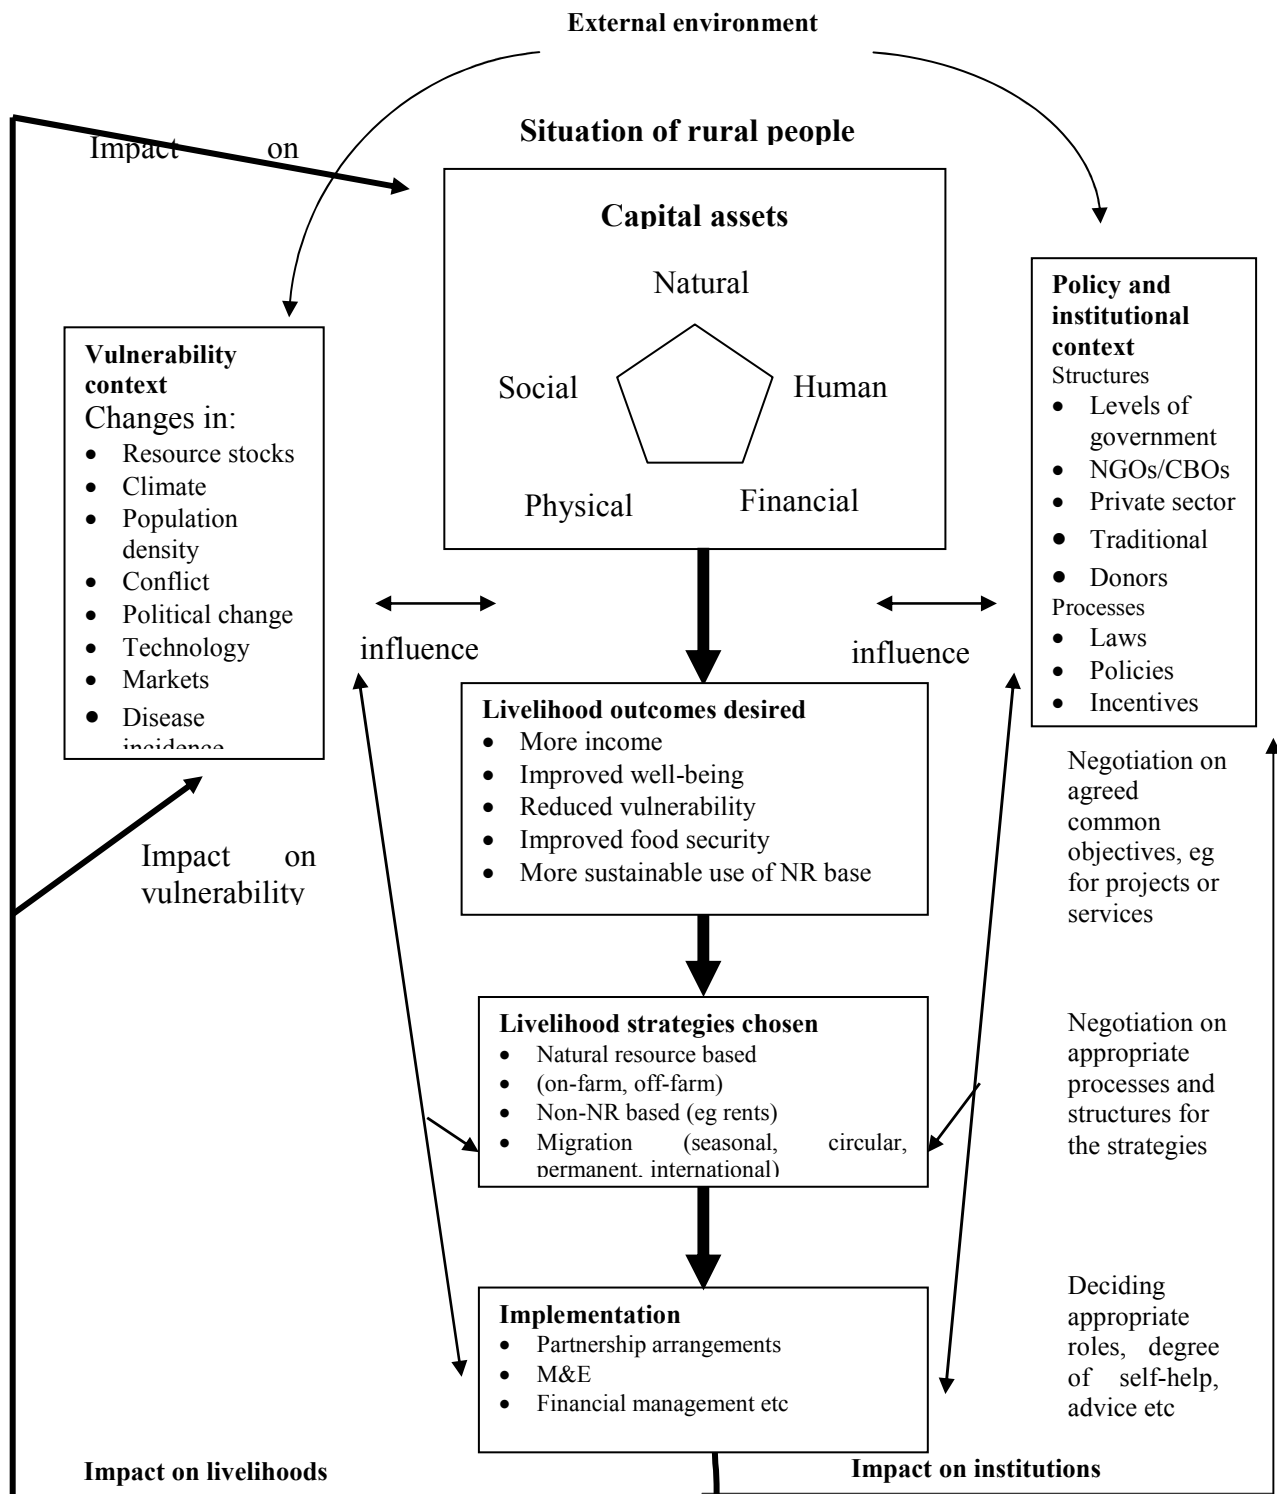 External environment
Situation of rural people
Impact on
Capital assets
Natural
Social
Human
Physical
Financial
Vulnerability
context
Changes in:
• Resource stocks
• Climate
• Population
density
• Conflict
• Political change
• Technology
• Markets
• Disease
incidence
Policy and
institutional
context
Structures
• Levels of
government
• NGOs/CBOs
• Private sector
• Traditional
• Donors
Processes
• Laws
• Policies
• Incentives
influence
influence
Livelihood outcomes desired
• More income
• Improved well-being
• Reduced vulnerability
• Improved food security
• More sustainable use of NR base
Impact on
vulnerability
Negotiation on
agreed
common
objectives, eg
for projects or
services
Livelihood strategies chosen
• Natural resource based
• (on-farm, off-farm)
• Non-NR based (eg rents)
• Migration (seasonal, circular,
permanent, international)
Negotiation on
appropriate
processes and
structures for
the strategies
Implementation
• Partnership arrangements
• M&E
• Financial management etc
Deciding
appropriate
roles, degree
of self-help,
advice etc
Impact on livelihoods
Impact on institutions